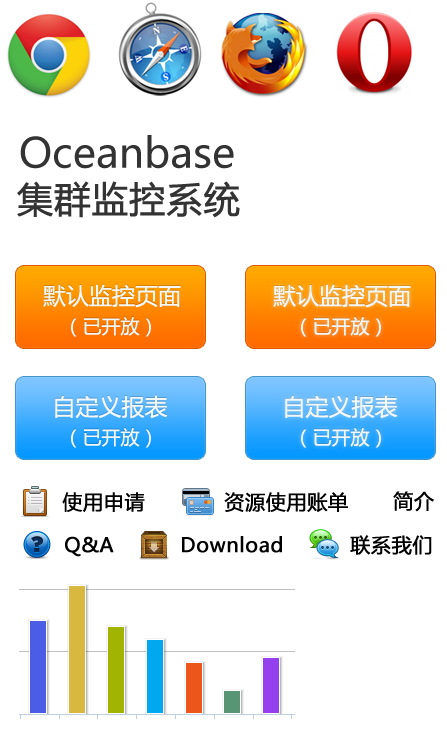 Oceanbase
集群监控系统
默认监控页面
（已开放）
默认监控页面
（已开放）
自定义报表
（已开放）
自定义报表
（已开放）
使用申请 资源使用账单 简介
? Q&A Download 联系我们